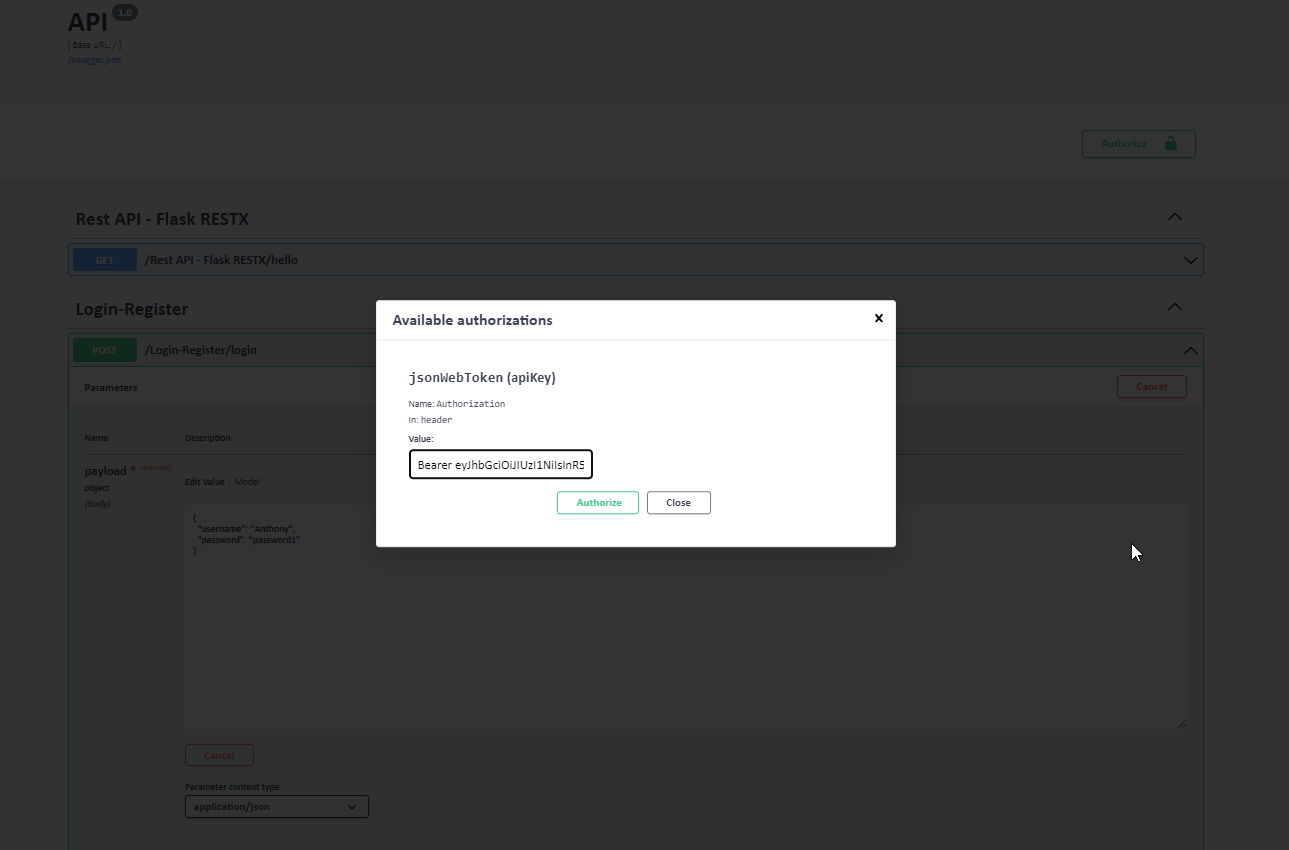 API 1.0
[ Base URL: / ]
/swagger.json
Authorize
Rest API - Flask RESTX
GET /Rest API - Flask RESTX/hello
Login-Register
POST /Login-Register/login
Parameters
Cancel
Name Description
payload * required
object
(body)
Edit Value | Model
{
"username": "Anthony",
"password": "password1"
}
Cancel
Parameter content type
application/json
Available authorizations
jsonWebToken (apiKey)
Name: Authorization
In: header
Value:
Bearer eyJhbGciOiJIUzI1NiIsInR5
Authorize Close